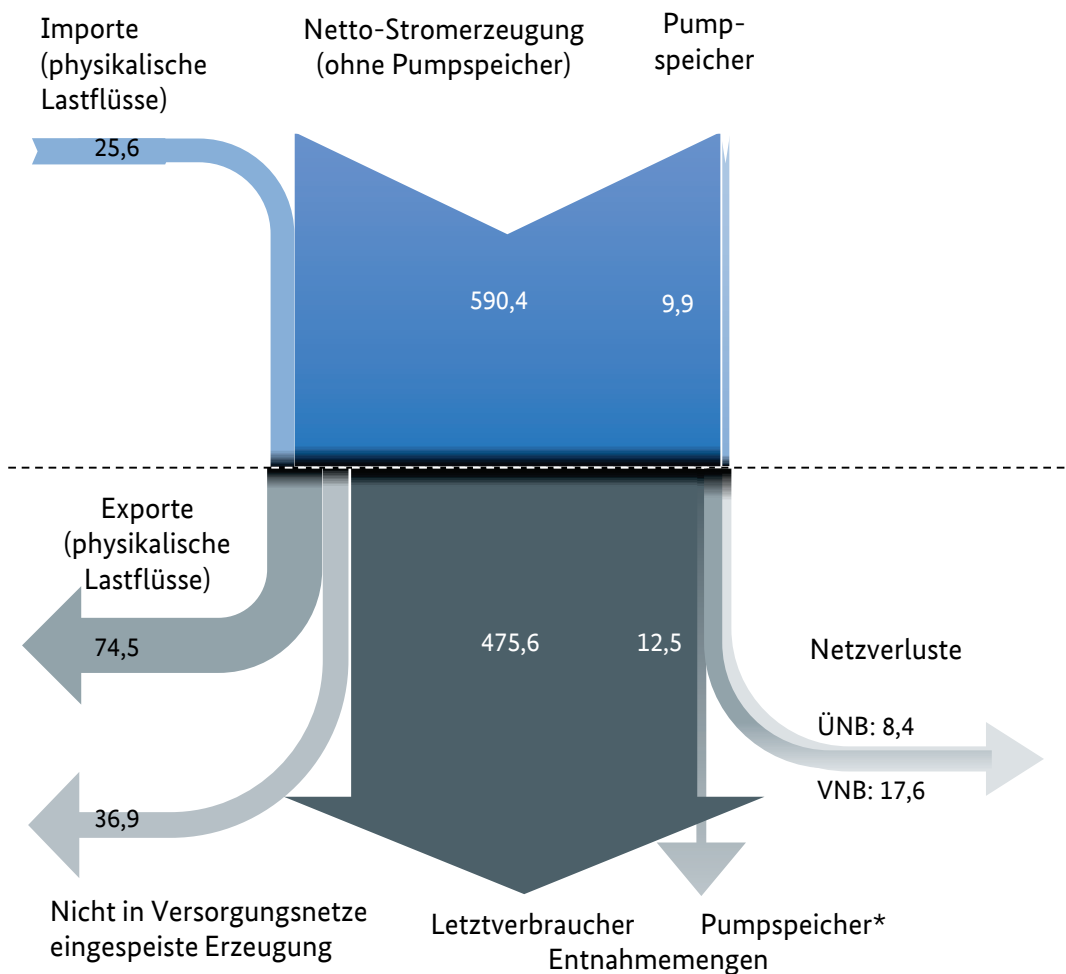 Importe
(physikalische
Lastflüsse)
Netto-Stromerzeugung
(ohne Pumpspeicher)
Pump-
speicher
25,6
590,4
9,9
Exporte
(physikalische
Lastflüsse)
74,5
475,6
12,5
Netzverluste
ÜNB: 8,4
VNB: 17,6
36,9
Nicht in Versorgungsnetze
eingespeiste Erzeugung
Letztverbraucher
Pumpspeicher*
Entnahmemengen